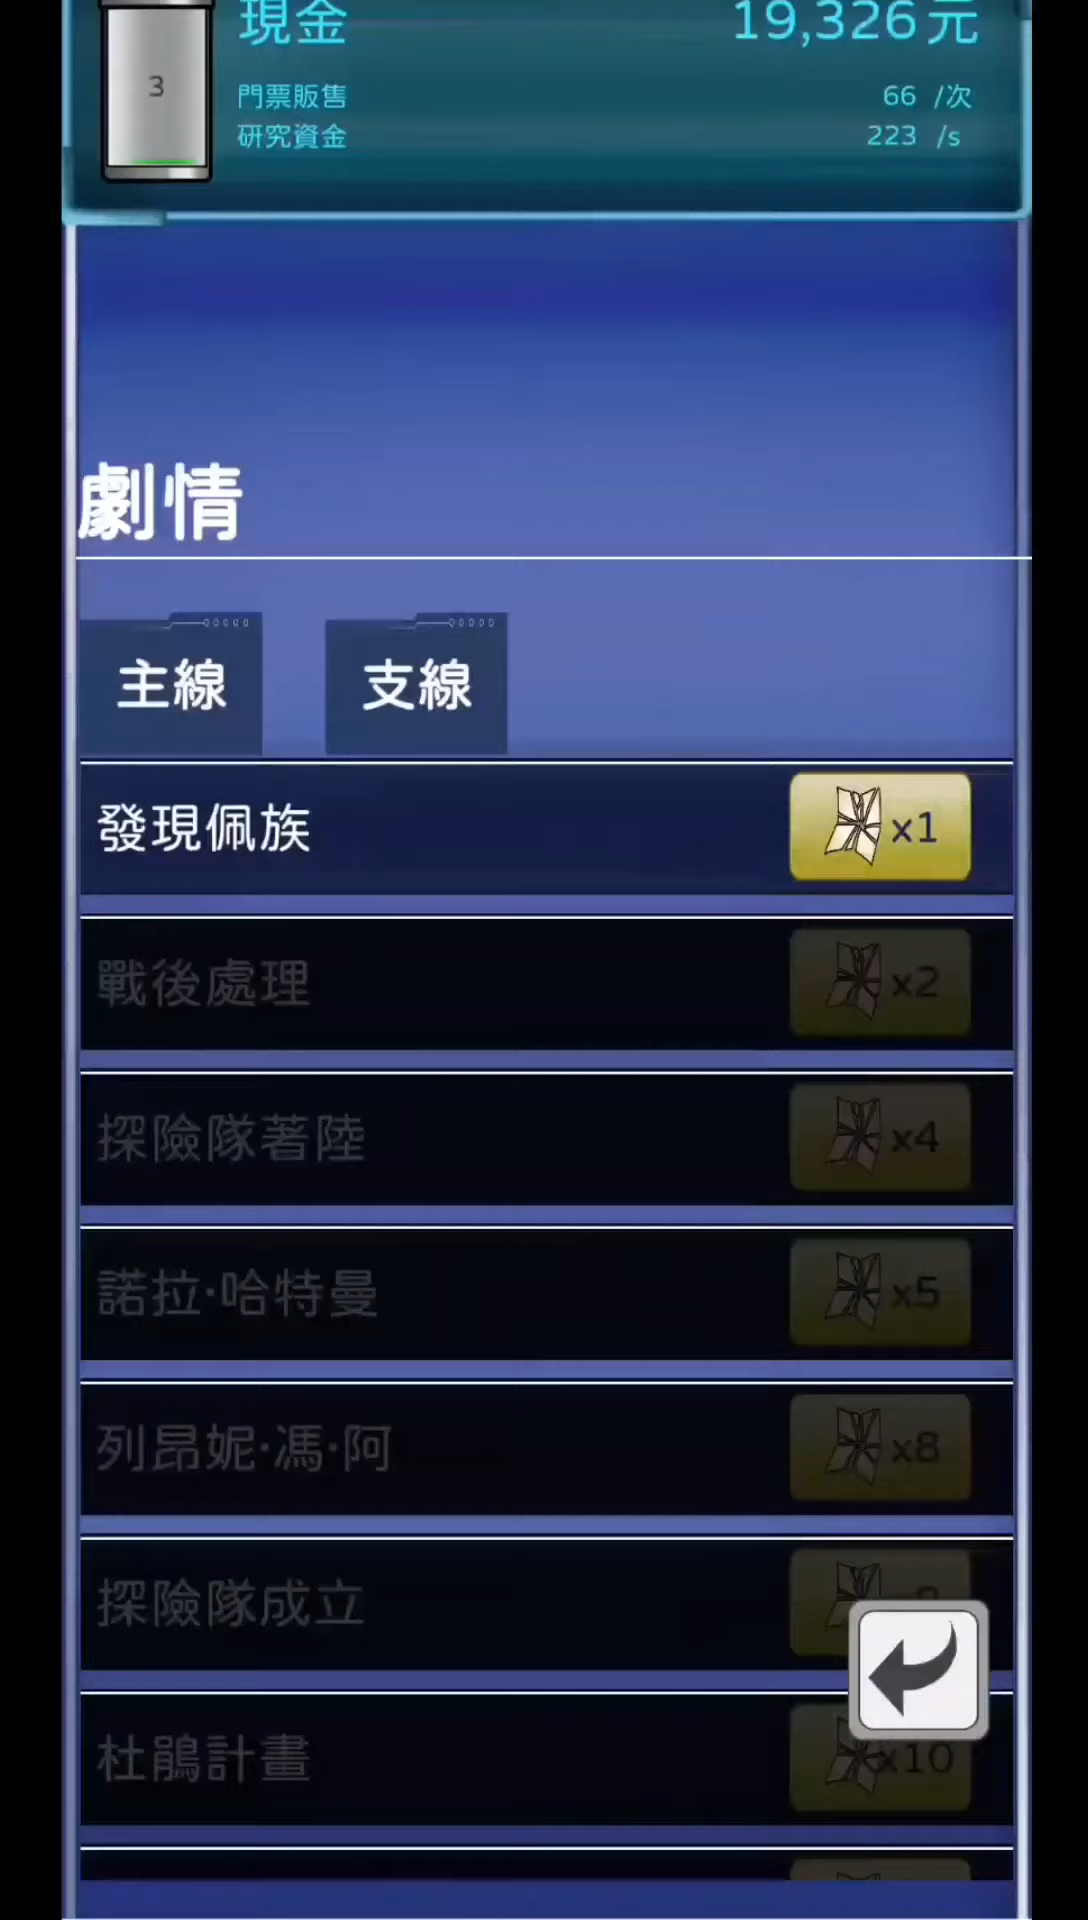 現金 19,326元
3
門票販售 66 /次
研究資金 223 /s
劇情
主線 支線
發現佩族 x1
戰後處理 x2
探險隊著陸 x4
諾拉·哈特曼 x5
列昂妮·馮·阿 x8
探險隊成立
杜鵑計畫 x10